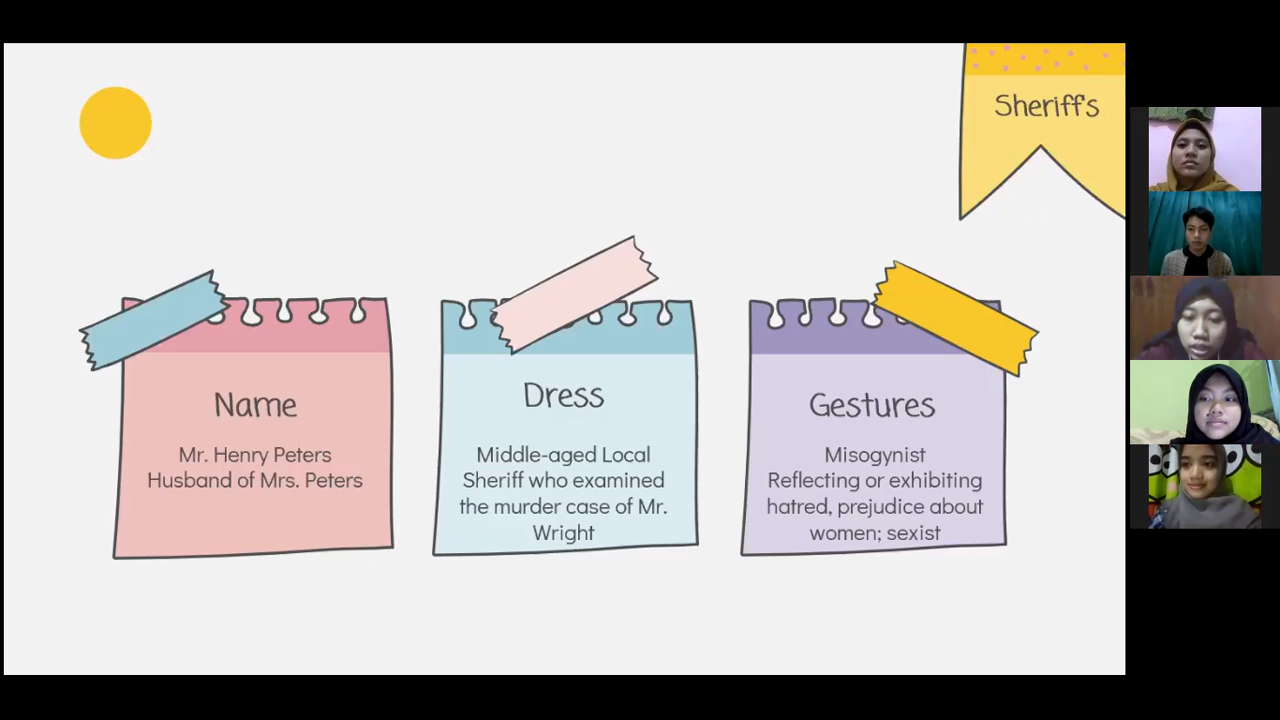 Sheriff's
Name
Mr. Henry Peters
Husband of Mrs. Peters
Dress
Middle-aged Local
Sheriff who examined
the murder case of Mr.
Wright
Gestures
Misogynist
Reflecting or exhibiting
hatred, prejudice about
women; sexist